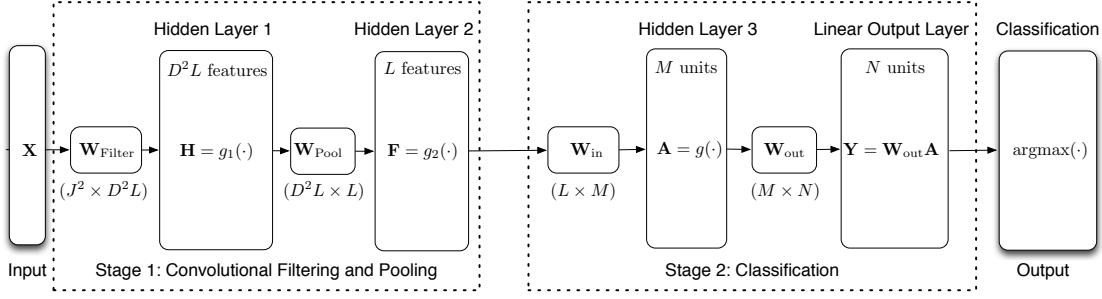 Hidden Layer 1
Hidden Layer 2
Hidden Layer 3
Linear Output Layer
Classification
D²L features
L features
M units
N units
X
W_Filter
H = g₁(·)
W_Pool
F = g₂(·)
W_in
A = g(·)
W_out
Y = W_outA
argmax(·)
(J² × D²L)
(D²L × L)
(L × M)
(M × N)
Input
Stage 1: Convolutional Filtering and Pooling
Stage 2: Classification
Output